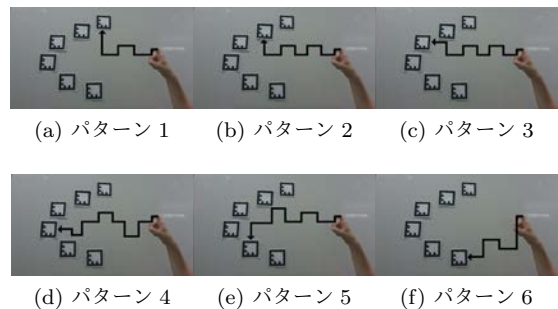 (a) パターン 1
(b) パターン 2
(c) パターン 3
(d) パターン 4
(e) パターン 5
(f) パターン 6